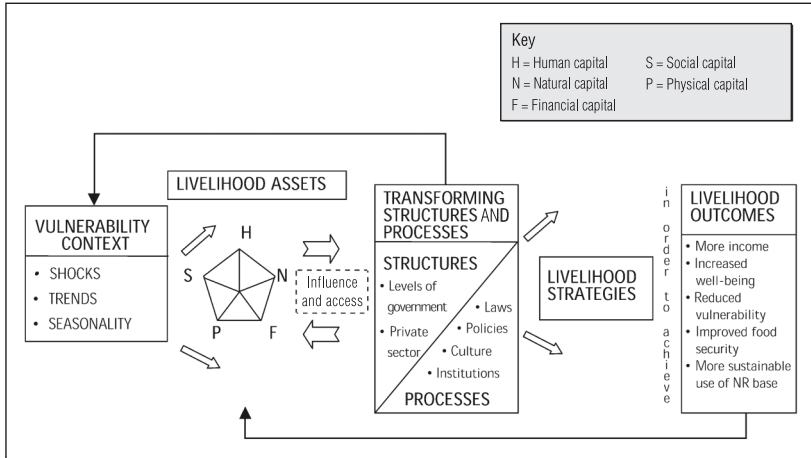 Key
H = Human capital
S = Social capital
N = Natural capital
P = Physical capital
F = Financial capital
LIVELIHOOD ASSETS
VULNERABILITY
CONTEXT
• SHOCKS
• TRENDS
• SEASONALITY
H
S
N
P
F
Influence
and access
TRANSFORMING
STRUCTURES AND
PROCESSES
STRUCTURES
• Levels of
government
• Private
sector
• Laws
• Policies
• Culture
• Institutions
PROCESSES
LIVELIHOOD
STRATEGIES
in order to achieve
LIVELIHOOD
OUTCOMES
• More income
• Increased
well-being
• Reduced
vulnerability
• Improved food
security
• More sustainable
use of NR base